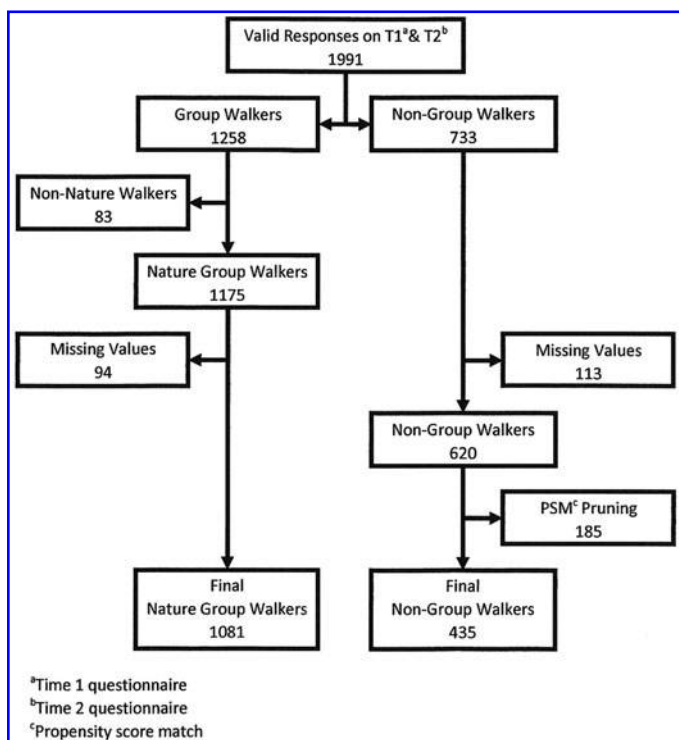 Valid Responses on T1ᵃ& T2ᵇ
1991
Group Walkers
1258
Non-Group Walkers
733
Non-Nature Walkers
83
Nature Group Walkers
1175
Missing Values
94
Missing Values
113
Non-Group Walkers
620
PSMᶜ Pruning
185
Final
Nature Group Walkers
1081
Final
Non-Group Walkers
435
ᵃTime 1 questionnaire
ᵇTime 2 questionnaire
ᶜPropensity score match